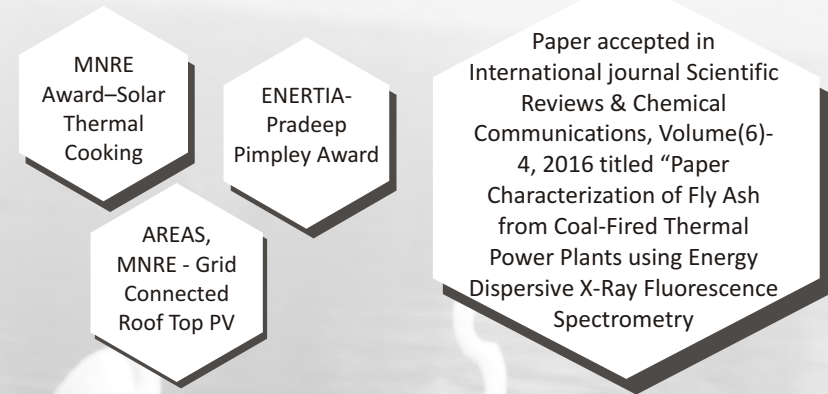 MNRE
Award–Solar
Thermal
Cooking
ENERTIA-
Pradeep
Pimpley Award
AREAS,
MNRE - Grid
Connected
Roof Top PV
Paper accepted in
International journal Scientific
Reviews & Chemical
Communications, Volume(6)-
4, 2016 titled “Paper
Characterization of Fly Ash
from Coal-Fired Thermal
Power Plants using Energy
Dispersive X-Ray Fluorescence
Spectrometry